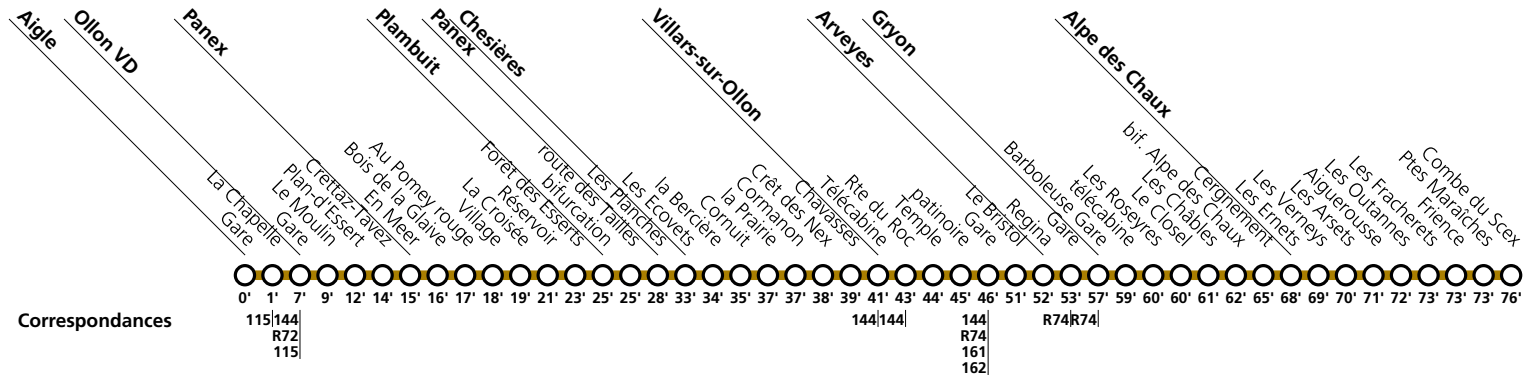 Aigle
Ollon VD
Panex
Plambuit
Panex
Chesières
Villars-sur-Ollon
Arveyes
Gryon
Alpe des Chaux
Gare
La Chapelle
Gare
Le Moulin
Plan-d'Essert
Crettaz-Tavez
En Meer
Bois de la Glaive
Au Pomey rouge
Village
La Croisée
Réservoir
Forêt des Esserts
bifurcation
route des Tailles
Les Planches
Les Ecovets
la Bercière
Cornuit
la Prairie
Cormanon
Crêt des Nex
Chavasses
Télécabine
Rte du Roc
Temple
patinoire
Gare
Le Bristol
Regina
Gare
Barboleuse Gare
télécabine
Les Roseyres
Le Closel
Les Châbles
Les Chaux
bif. Alpe des Chaux
Cergnement
Les Ernets
Les Verneys
Les Arsets
Aiguerousse
Les Outannes
Les Fracherets
Frience
Ptes Maraîches
Combe du Scex
0' 1' 7' 9' 12' 14' 15' 16' 17' 18' 19' 21' 23' 25' 25' 28' 33' 34' 35' 37' 37' 38' 39' 41' 43' 44' 45' 46' 51' 52' 53' 57' 59' 60' 60' 61' 62' 65' 68' 69' 70' 71' 72' 73' 73' 73' 76'
Correspondances 115 144 144 144 144 R74 R74
R72 R74
115 161
162